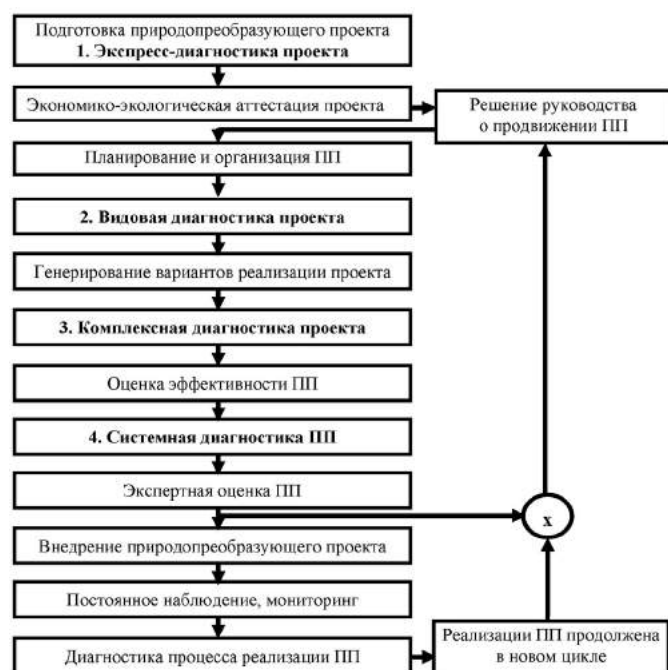 Подготовка природопреобразующего проекта
1. Экспресс-диагностика проекта
Экономико-экологическая аттестация проекта
Решение руководства
о продвижении ПП
Планирование и организация ПП
2. Видовая диагностика проекта
Генерирование вариантов реализации проекта
3. Комплексная диагностика проекта
Оценка эффективности ПП
4. Системная диагностика ПП
Экспертная оценка ПП
х
Внедрение природопреобразующего проекта
Постоянное наблюдение, мониторинг
Диагностика процесса реализации ПП
Реализации ПП продолжена
в новом цикле